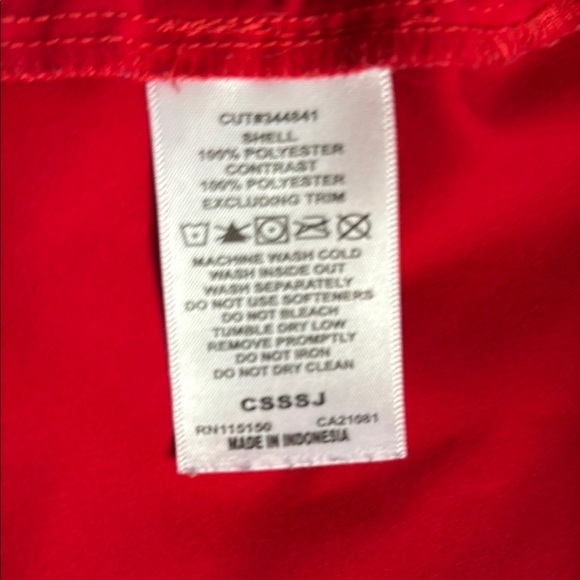 CUT#344841
SHELL
100% POLYESTER
CONTRAST
100% POLYESTER
EXCLUDING TRIM
MACHINE WASH COLD
WASH INSIDE OUT
WASH SEPARATELY
DO NOT USE SOFTENERS
DO NOT BLEACH
TUMBLE DRY LOW
REMOVE PROMPTLY
DO NOT IRON
DO NOT DRY CLEAN
CSSSJ
RN115150 CA21081
MADE IN INDONESIA